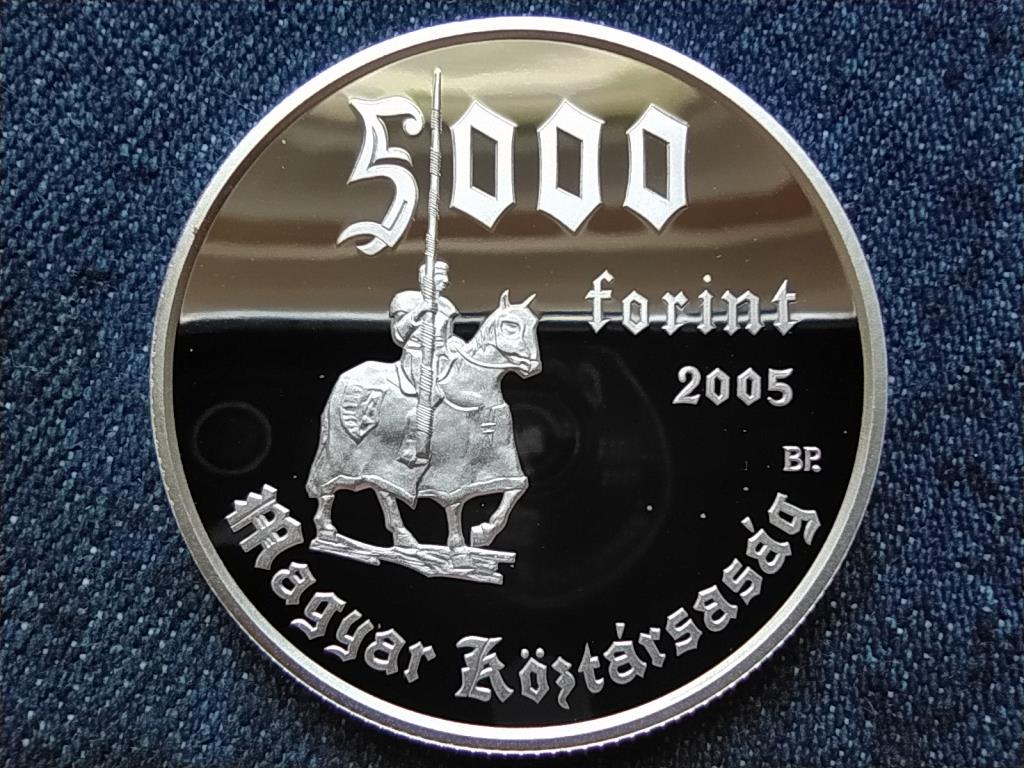 5000
forint
2005
BP.
Magyar Köztársaság